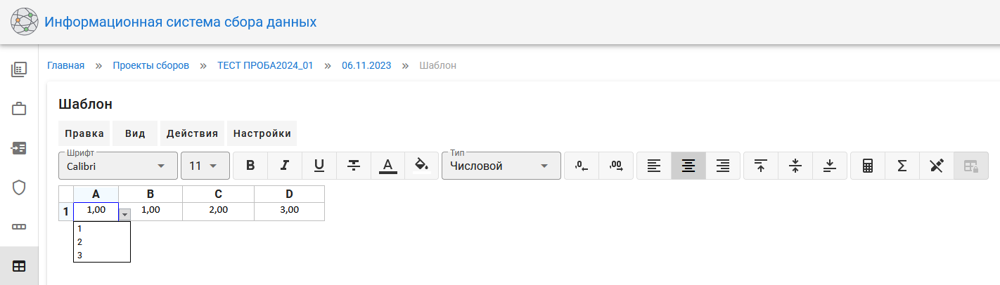 Информационная система сбора данных
Главная » Проекты сборов » ТЕСТ ПРОБА2024_01 » 06.11.2023 » Шаблон
Шаблон
Правка Вид Действия Настройки
Шрифт Тип
Calibri 11 B I U S A Числовой .0 .00 Σ
A B C D
1 1,00 1,00 2,00 3,00
1
2
3